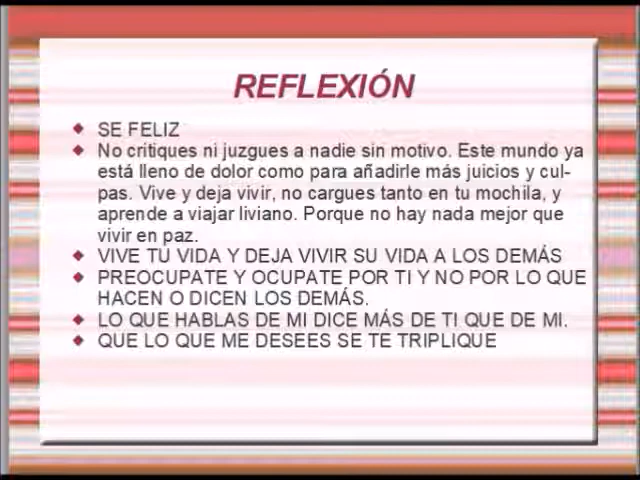 REFLEXIÓN
SE FELIZ
No critiques ni juzgues a nadie sin motivo. Este mundo ya
está lleno de dolor como para añadirle más juicios y cul-
pas. Vive y deja vivir, no cargues tanto en tu mochila, y
aprende a viajar liviano. Porque no hay nada mejor que
vivir en paz.
VIVE TU VIDA Y DEJA VIVIR SU VIDA A LOS DEMÁS
PREOCUPATE Y OCUPATE POR TI Y NO POR LO QUE
HACEN O DICEN LOS DEMÁS.
LO QUE HABLAS DE MI DICE MÁS DE TI QUE DE MI.
QUE LO QUE ME DESEES SE TE TRIPLIQUE